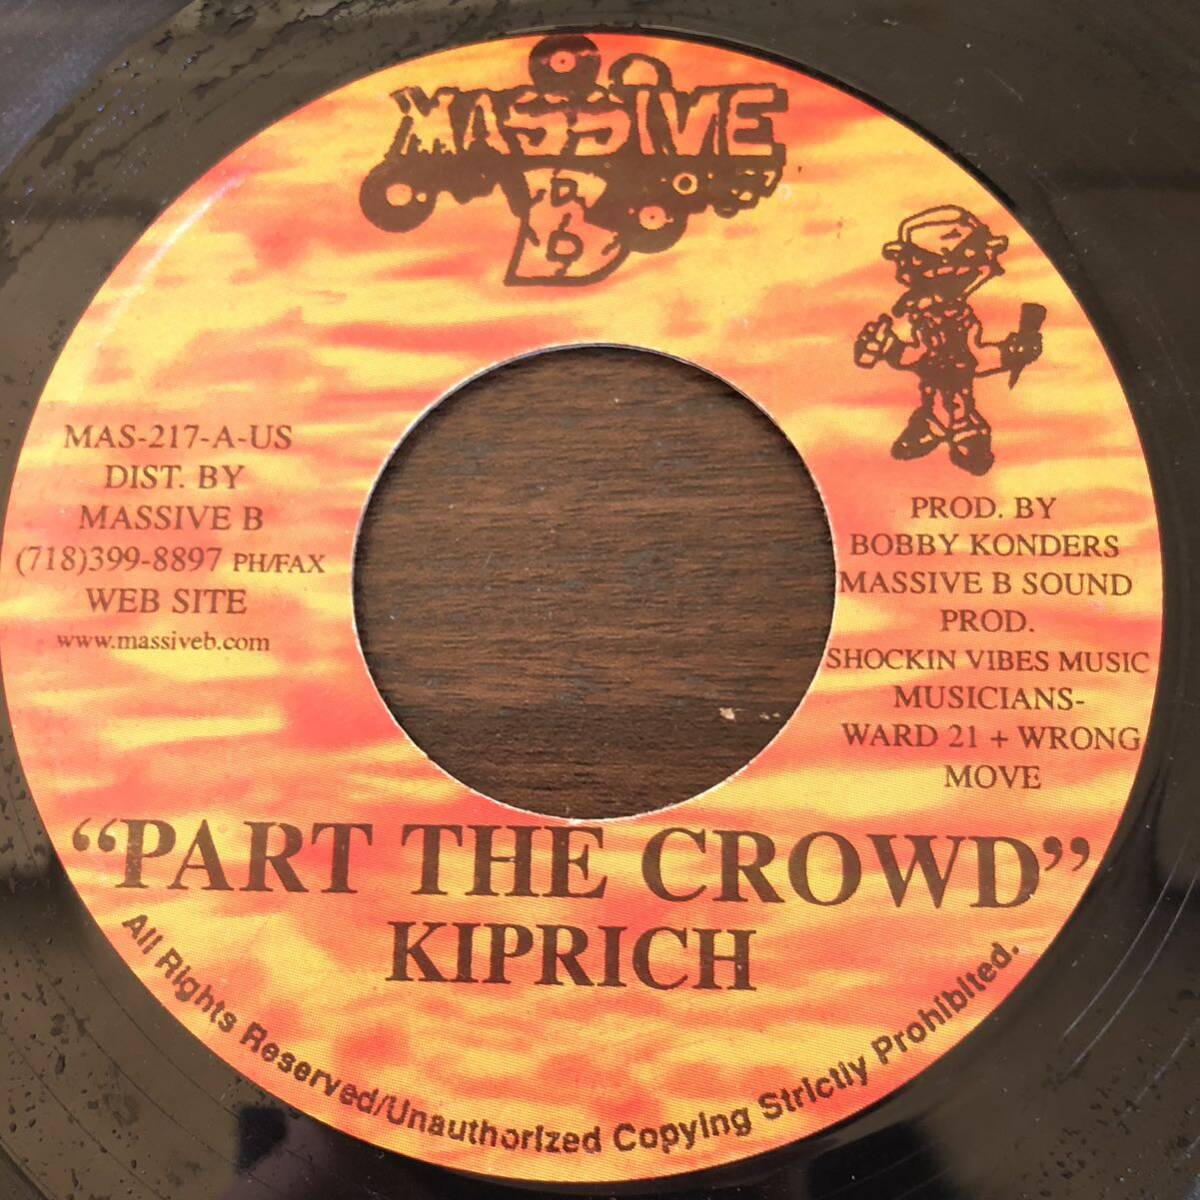 MASSIVE
B
MAS-217-A-US
DIST. BY
MASSIVE B
(718)399-8897 PH/FAX
WEB SITE
www.massiveb.com
PROD. BY
BOBBY KONDERS
MASSIVE B SOUND
PROD.
SHOCKIN VIBES MUSIC
MUSICIANS-
WARD 21 + WRONG
MOVE
“PART THE CROWD”
KIPRICH
All Rights Reserved/Unauthorized Copying Strictly Prohibited.